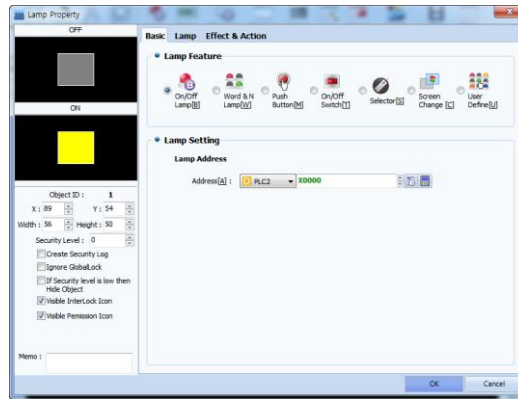 Lamp Property
OFF
ON
Object ID : 1
X : 89 Y : 54
Width : 56 Height : 50
Security Level : 0
Create Security Log
Ignore GlobalLock
If Security level is low then
Hide Object
Visible InterLock Icon
Visible Pemission Icon
Memo :
Basic Lamp Effect & Action
Lamp Feature
On/Off
Lamp[B]
Word & N
Lamp[W]
Push
Button[M]
On/Off
Switch[T]
Selector[S]
Screen
Change [C]
User
Define[U]
Lamp Setting
Lamp Address
Address[A] : PLC2 X0000
OK Cancel